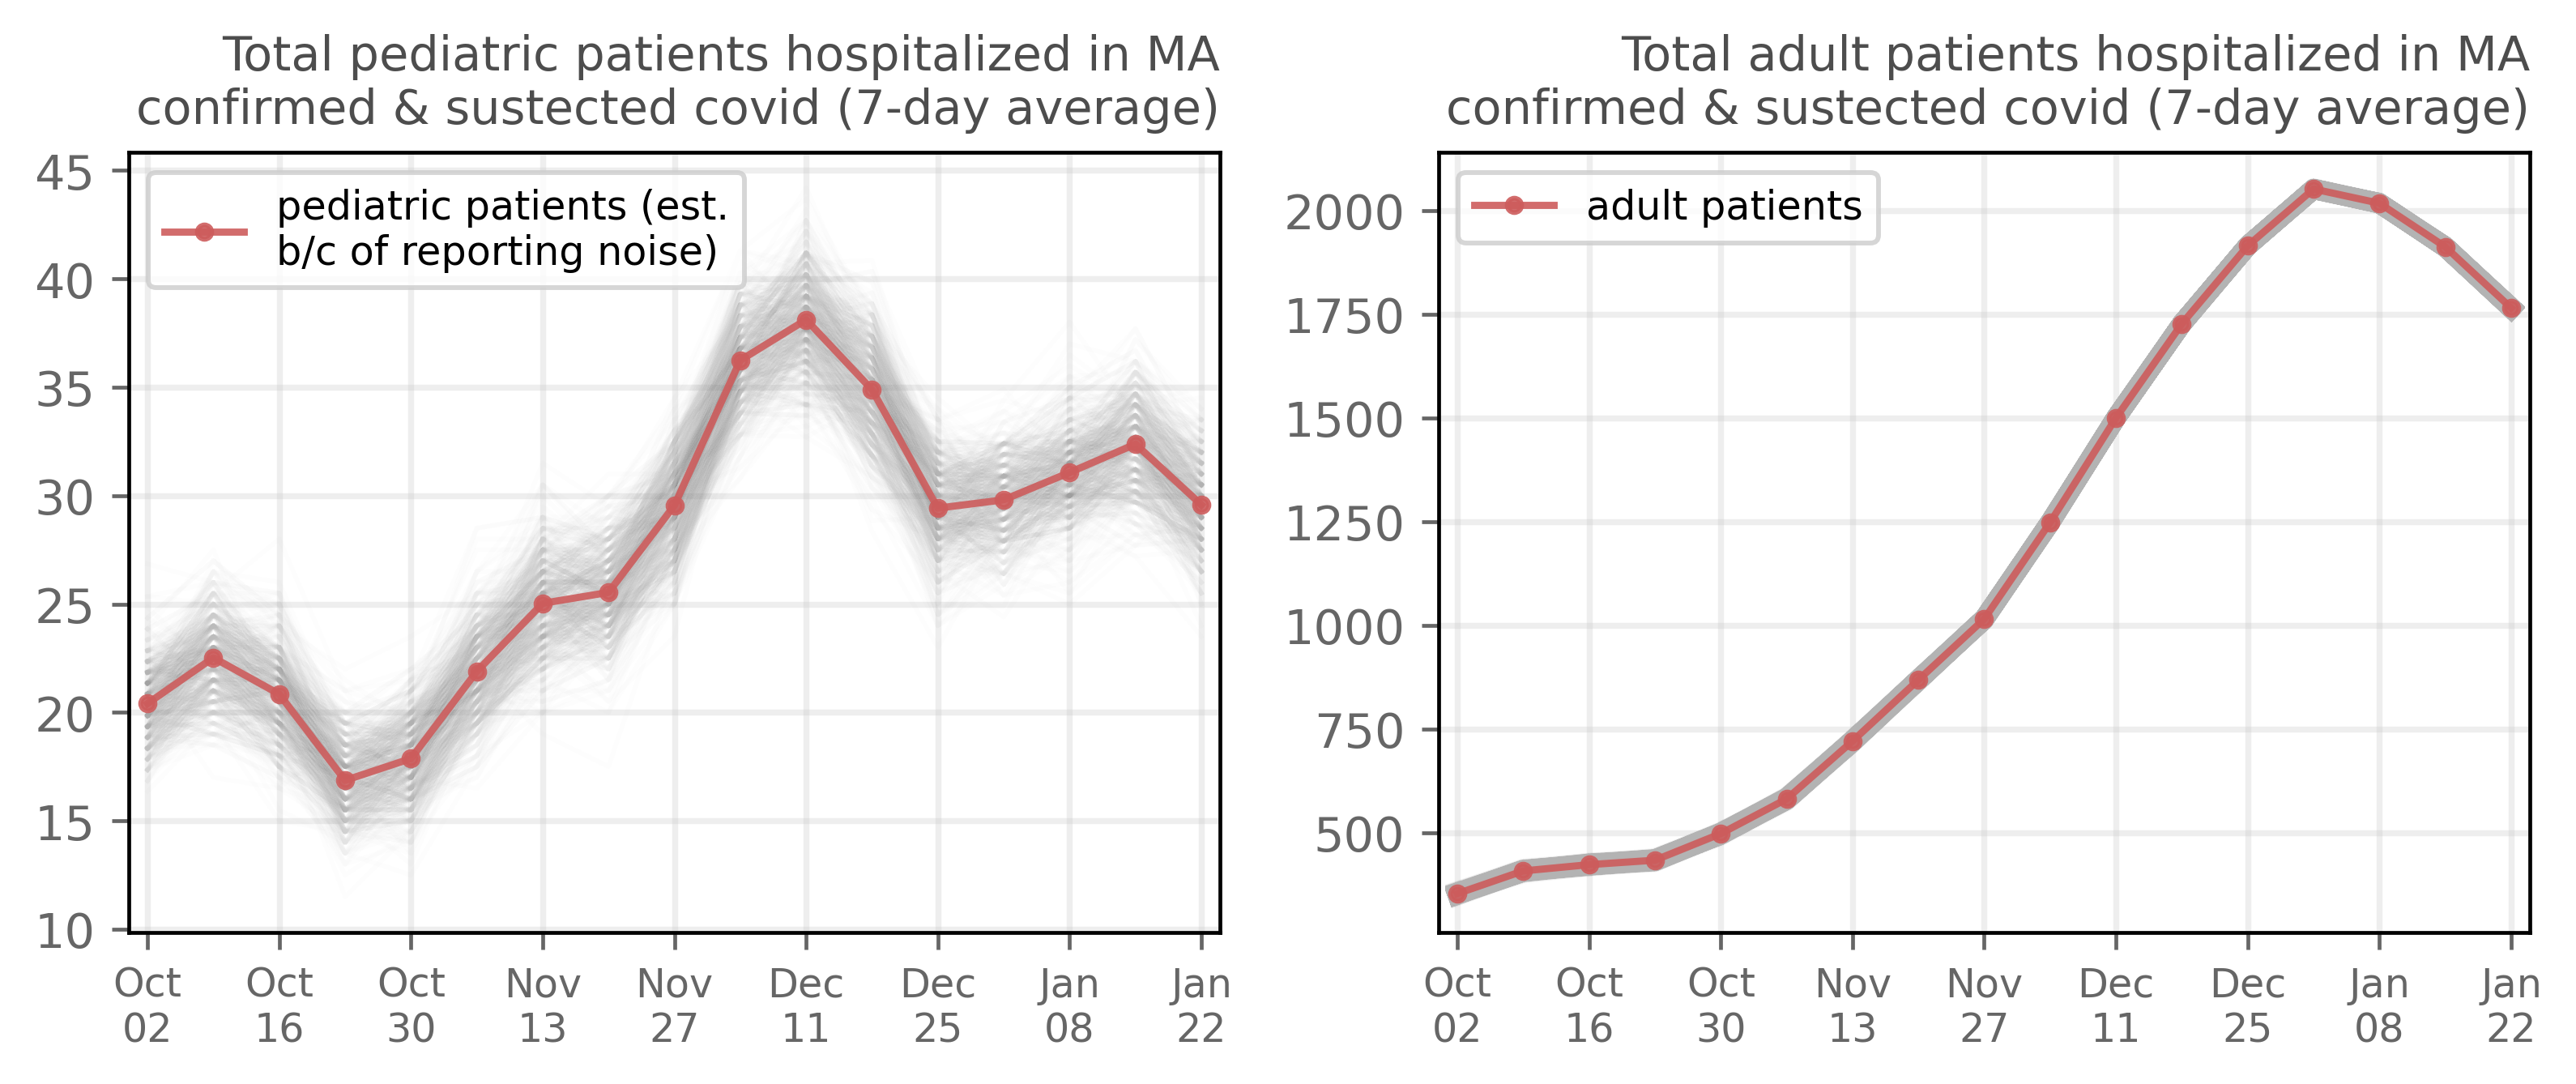 Total pediatric patients hospitalized in MA
confirmed & sustected covid (7-day average)
45
40
35
30
25
20
15
10
pediatric patients (est.
b/c of reporting noise)
Oct 02
Oct 16
Oct 30
Nov 13
Nov 27
Dec 11
Dec 25
Jan 08
Jan 22
Total adult patients hospitalized in MA
confirmed & sustected covid (7-day average)
2000
1750
1500
1250
1000
750
500
adult patients
Oct 02
Oct 16
Oct 30
Nov 13
Nov 27
Dec 11
Dec 25
Jan 08
Jan 22